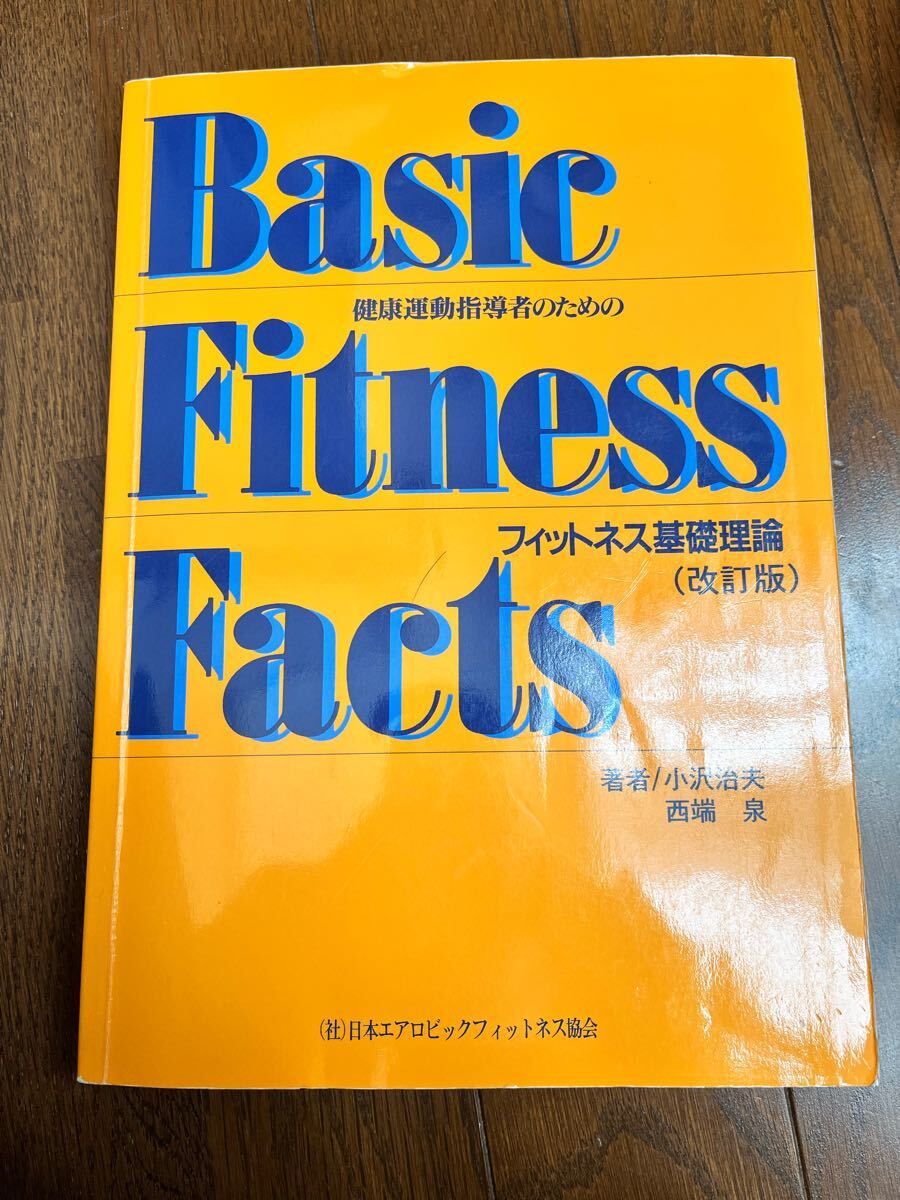 Basic
健康運動指導者のための
Fitness
フィットネス基礎理論
(改訂版)
Facts
著者/小沢治夫
西端 泉
(社)日本エアロビックフィットネス協会